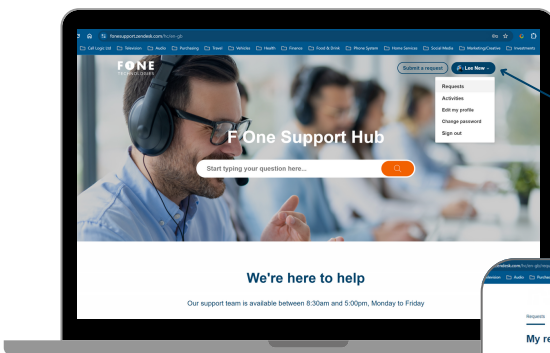 fonesupport.zendesk.com/hc/en-gb
Call Logic Ltd Television Audio Purchasing Travel Vehicles Health Finance Food & Drink Phone System Home Services Social Media Marketing/Creative Investments
FONE
TECHNOLOGIES
Submit a request
Lee New
Requests
Activities
Edit my profile
Change password
Sign out
F One Support Hub
Start typing your question here...
We're here to help
Our support team is available between 8:30am and 5:00pm, Monday to Friday
Audio
Requests
My re